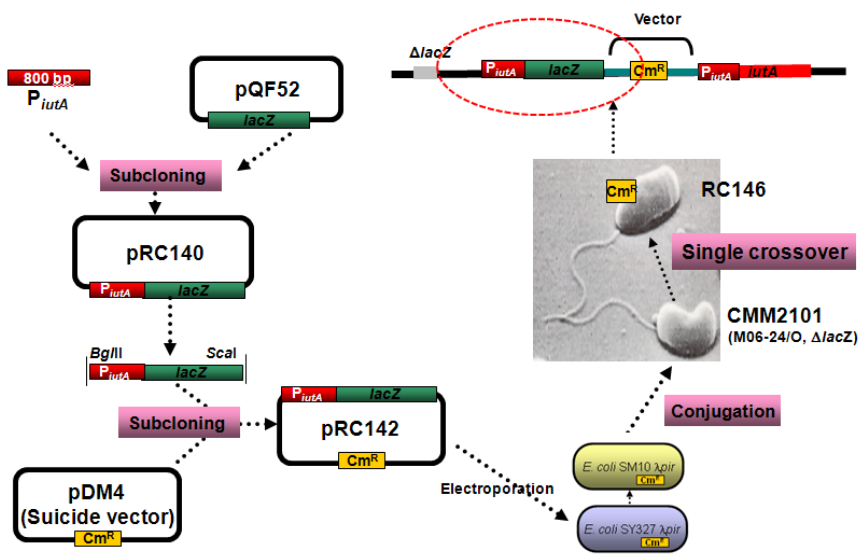 800 bp
PiutA
pQF52
lacZ
Subcloning
pRC140
PiutA lacZ
BglII ScaI
PiutA lacZ
Subcloning
pDM4
(Suicide vector)
CmR
PiutA lacZ
pRC142
CmR
Electroporation
E. coli SY327 λpir
CmR
E. coli SM10 λpir
CmR
Conjugation
CMM2101
(M06-24/O, ΔlacZ)
Single crossover
RC146
CmR
Vector
ΔlacZ
PiutA lacZ CmR PiutA iutA